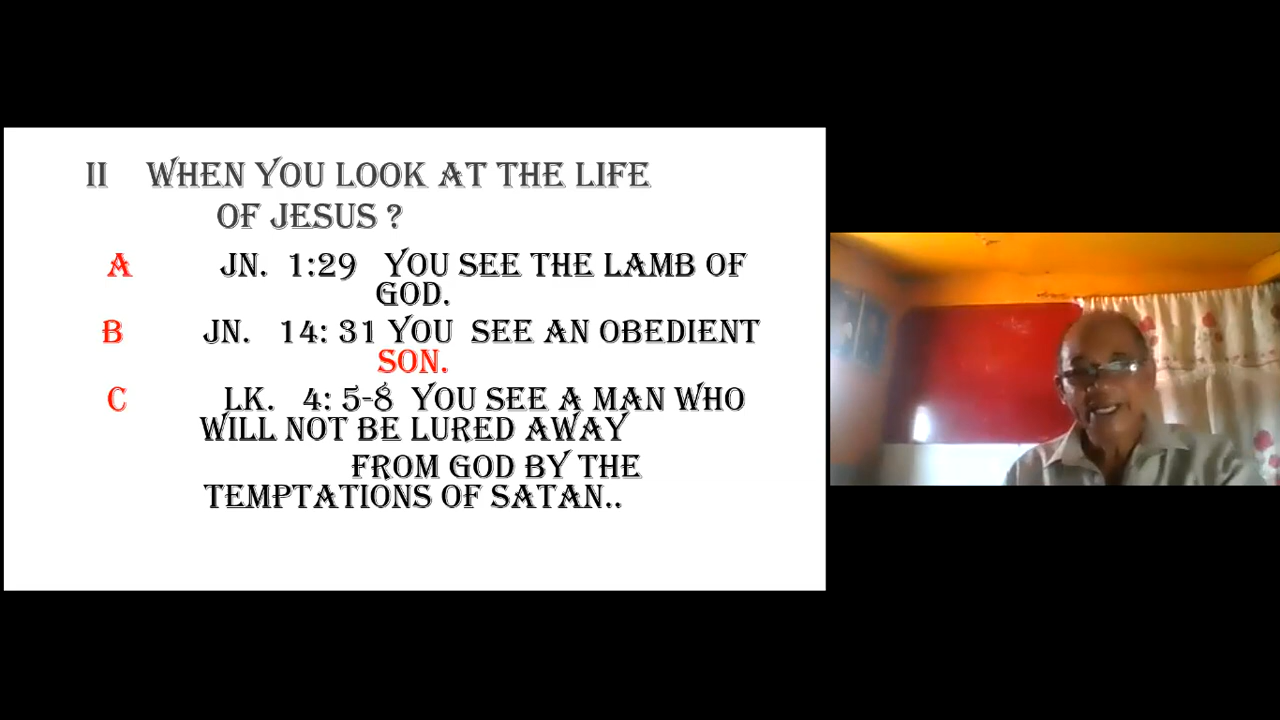 II WHEN YOU LOOK AT THE LIFE
OF JESUS ?
A JN. 1:29 YOU SEE THE LAMB OF
GOD.
B JN. 14: 31 YOU SEE AN OBEDIENT
SON.
C LK. 4: 5-8 YOU SEE A MAN WHO
WILL NOT BE LURED AWAY
FROM GOD BY THE
TEMPTATIONS OF SATAN..